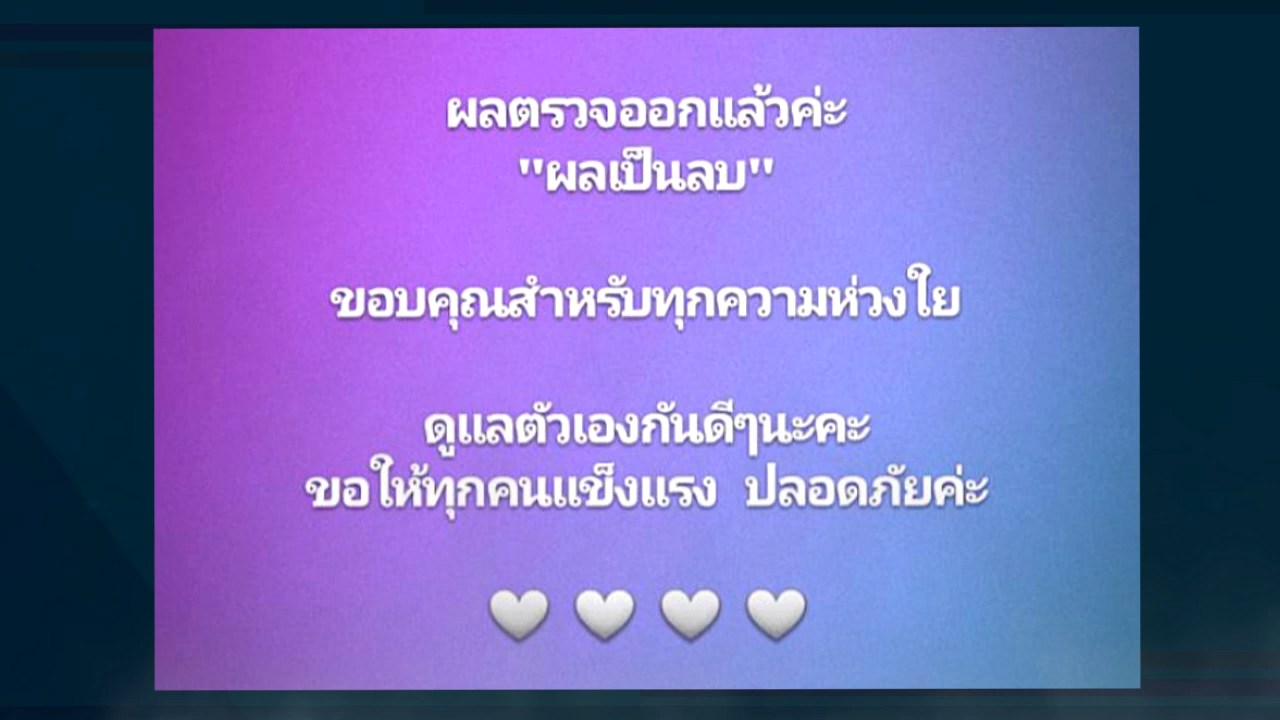 ผลตรวจออกแล้วค่ะ
"ผลเป็นลบ"
ขอบคุณสำหรับทุกความห่วงใย
ดูแลตัวเองกันดีๆนะคะ
ขอให้ทุกคนแข็งแรง ปลอดภัยค่ะ